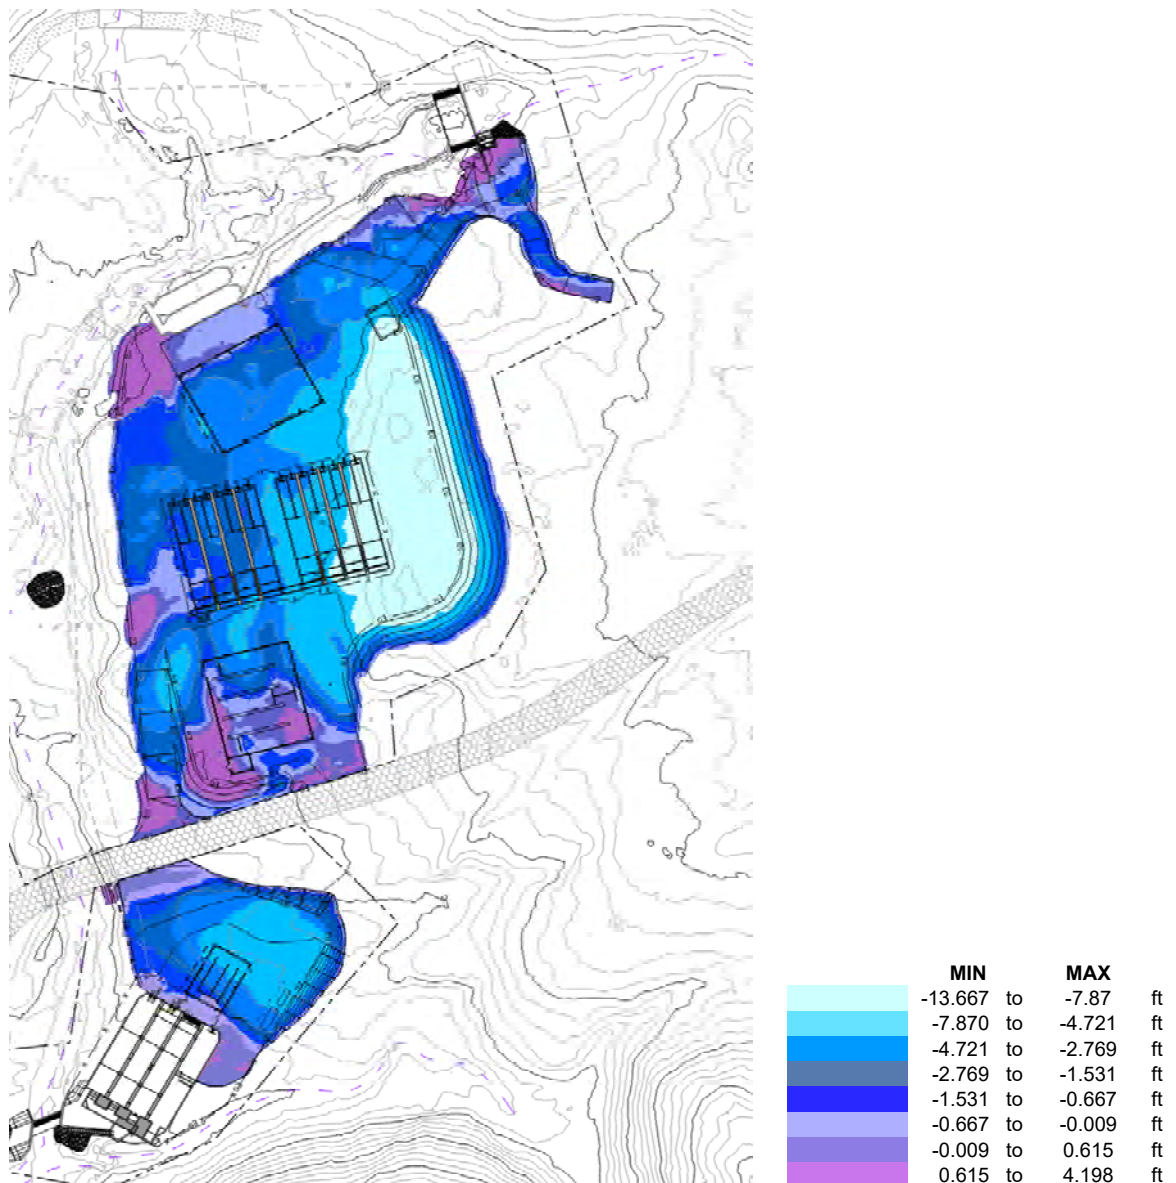 MIN MAX
-13.667 to -7.87 ft
-7.870 to -4.721 ft
-4.721 to -2.769 ft
-2.769 to -1.531 ft
-1.531 to -0.667 ft
-0.667 to -0.009 ft
-0.009 to 0.615 ft
0.615 to 4.198 ft